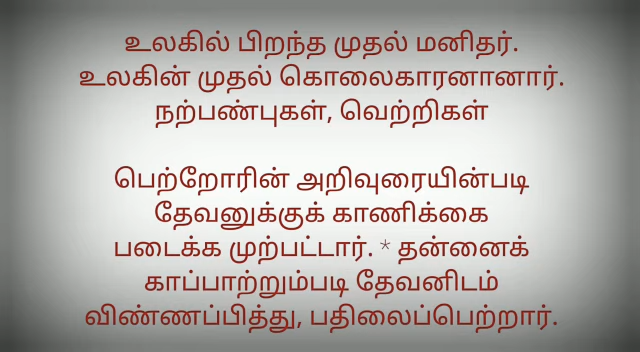 உலகில் பிறந்த முதல் மனிதர்.
உலகின் முதல் கொலைகாரனானார்.
நற்பண்புகள், வெற்றிகள்
பெற்றோரின் அறிவுரையின்படி
தேவனுக்குக் காணிக்கை
படைக்க முற்பட்டார். * தன்னைக்
காப்பாற்றும்படி தேவனிடம்
விண்ணப்பித்து, பதிலைப்பெற்றார்.